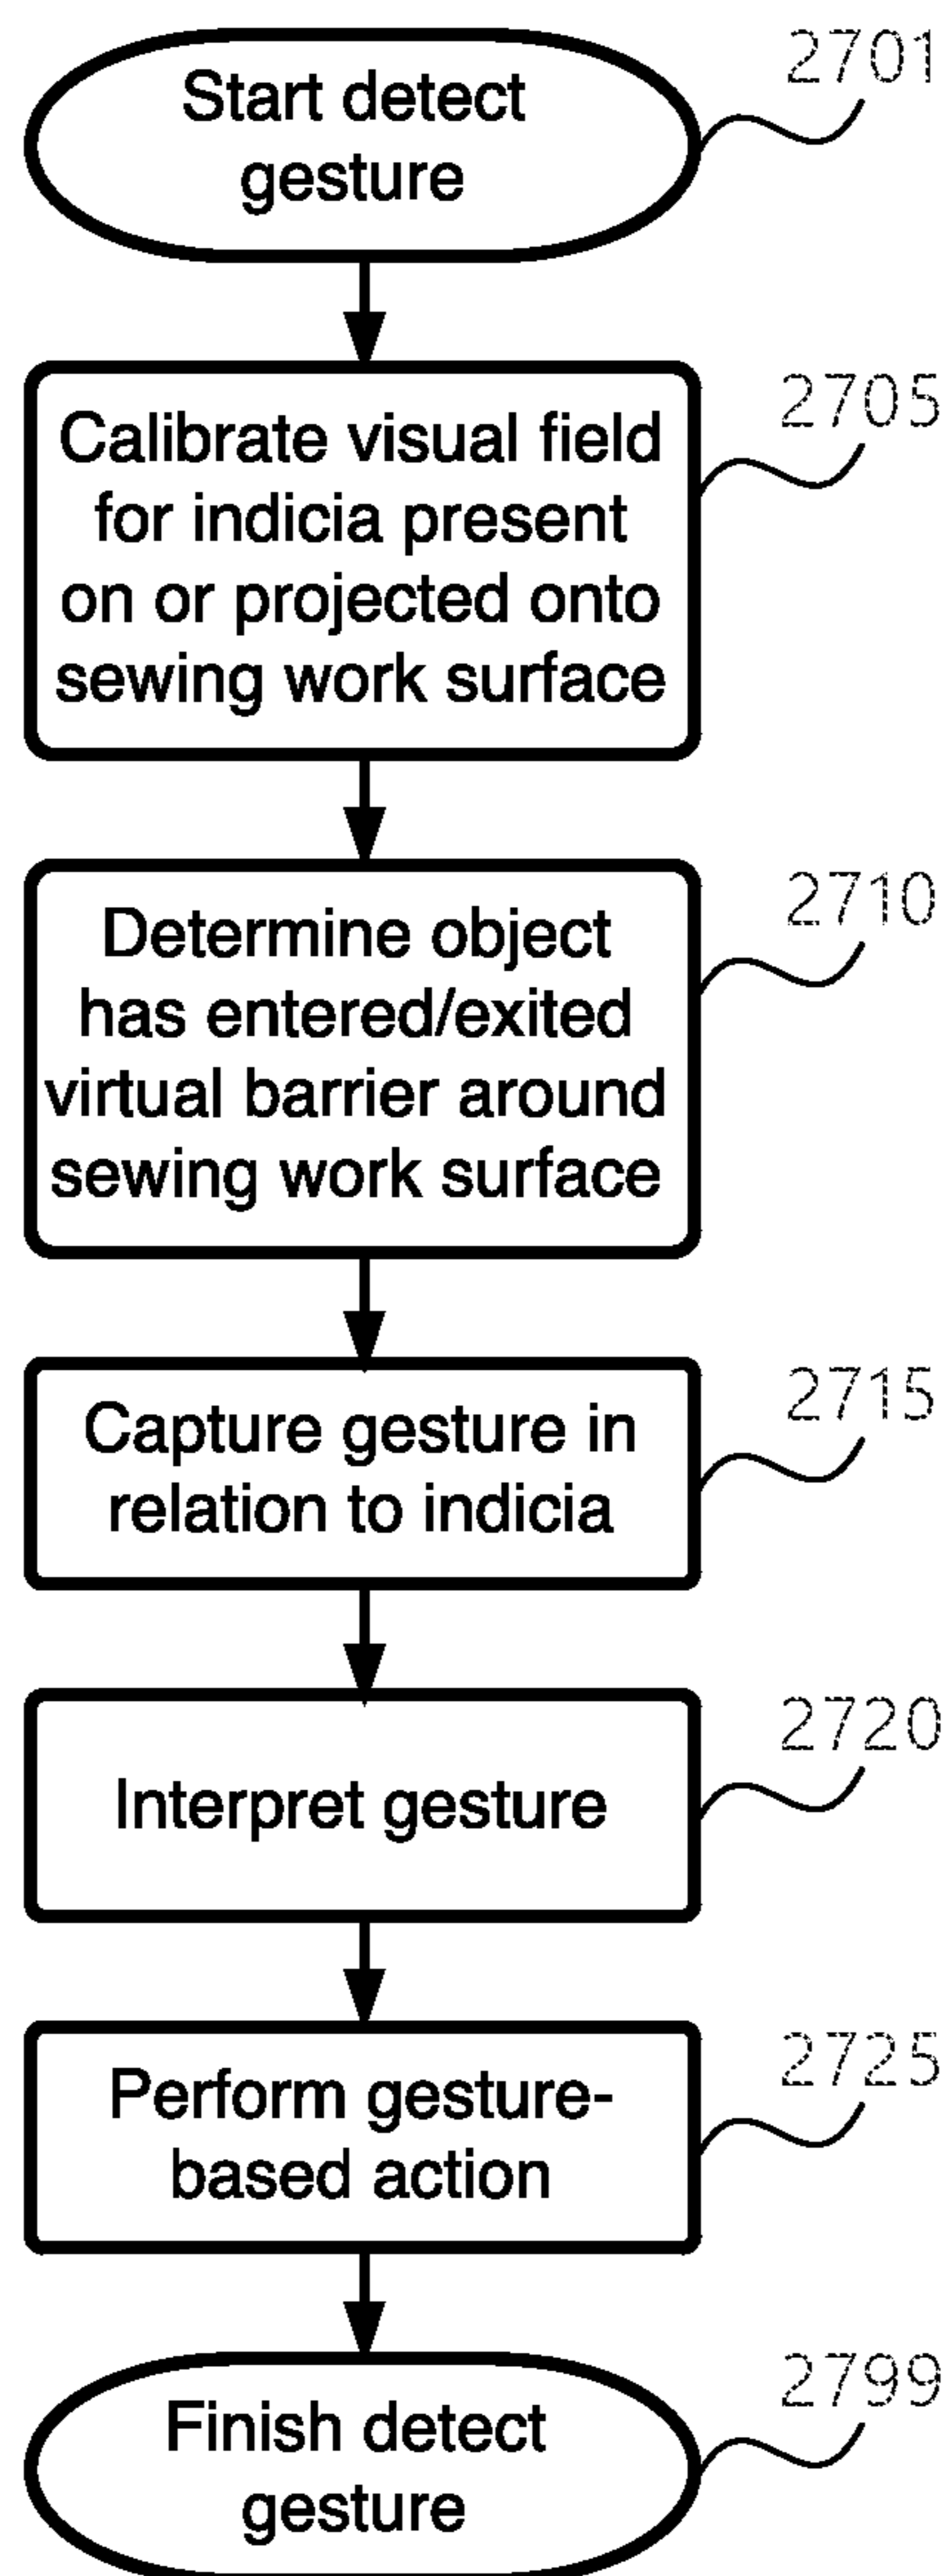 2701
Start detect
gesture
2705
Calibrate visual field
for indicia present
on or projected onto
sewing work surface
2710
Determine object
has entered/exited
virtual barrier around
sewing work surface
2715
Capture gesture in
relation to indicia
2720
Interpret gesture
2725
Perform gesture-
based action
2799
Finish detect
gesture